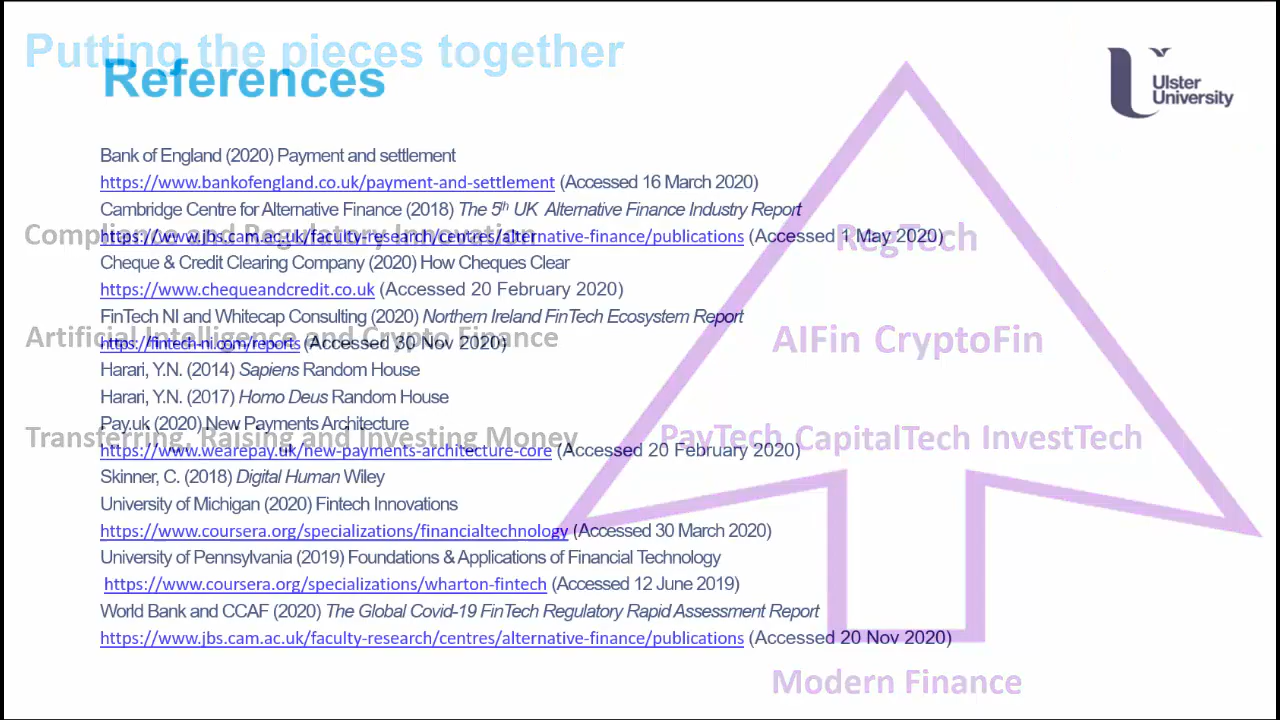 Putting the pieces together
References
Ulster
University
Bank of England (2020) Payment and settlement
https://www.bankofengland.co.uk/payment-and-settlement (Accessed 16 March 2020)
Cambridge Centre for Alternative Finance (2018) The 5th UK Alternative Finance Industry Report
Compliance and Regulatory Innovation
https://www.jbs.cam.ac.uk/faculty-research/centres/alternative-finance/publications (Accessed 1 May 2020)
RegTech
Cheque & Credit Clearing Company (2020) How Cheques Clear
https://www.chequeandcredit.co.uk (Accessed 20 February 2020)
FinTech NI and Whitecap Consulting (2020) Northern Ireland FinTech Ecosystem Report
Artificial Intelligence and Crypto Finance
https://fintech-ni.com/reports (Accessed 30 Nov 2020)
AIFin CryptoFin
Harari, Y.N. (2014) Sapiens Random House
Harari, Y.N. (2017) Homo Deus Random House
Pay.uk (2020) New Payments Architecture
Transferring, Raising and Investing Money
PayTech CapitalTech InvestTech
https://www.wearepay.uk/new-payments-architecture-core (Accessed 20 February 2020)
Skinner, C. (2018) Digital Human Wiley
University of Michigan (2020) Fintech Innovations
https://www.coursera.org/specializations/financialtechnology (Accessed 30 March 2020)
University of Pennsylvania (2019) Foundations & Applications of Financial Technology
https://www.coursera.org/specializations/wharton-fintech (Accessed 12 June 2019)
World Bank and CCAF (2020) The Global Covid-19 FinTech Regulatory Rapid Assessment Report
https://www.jbs.cam.ac.uk/faculty-research/centres/alternative-finance/publications (Accessed 20 Nov 2020)
Modern Finance